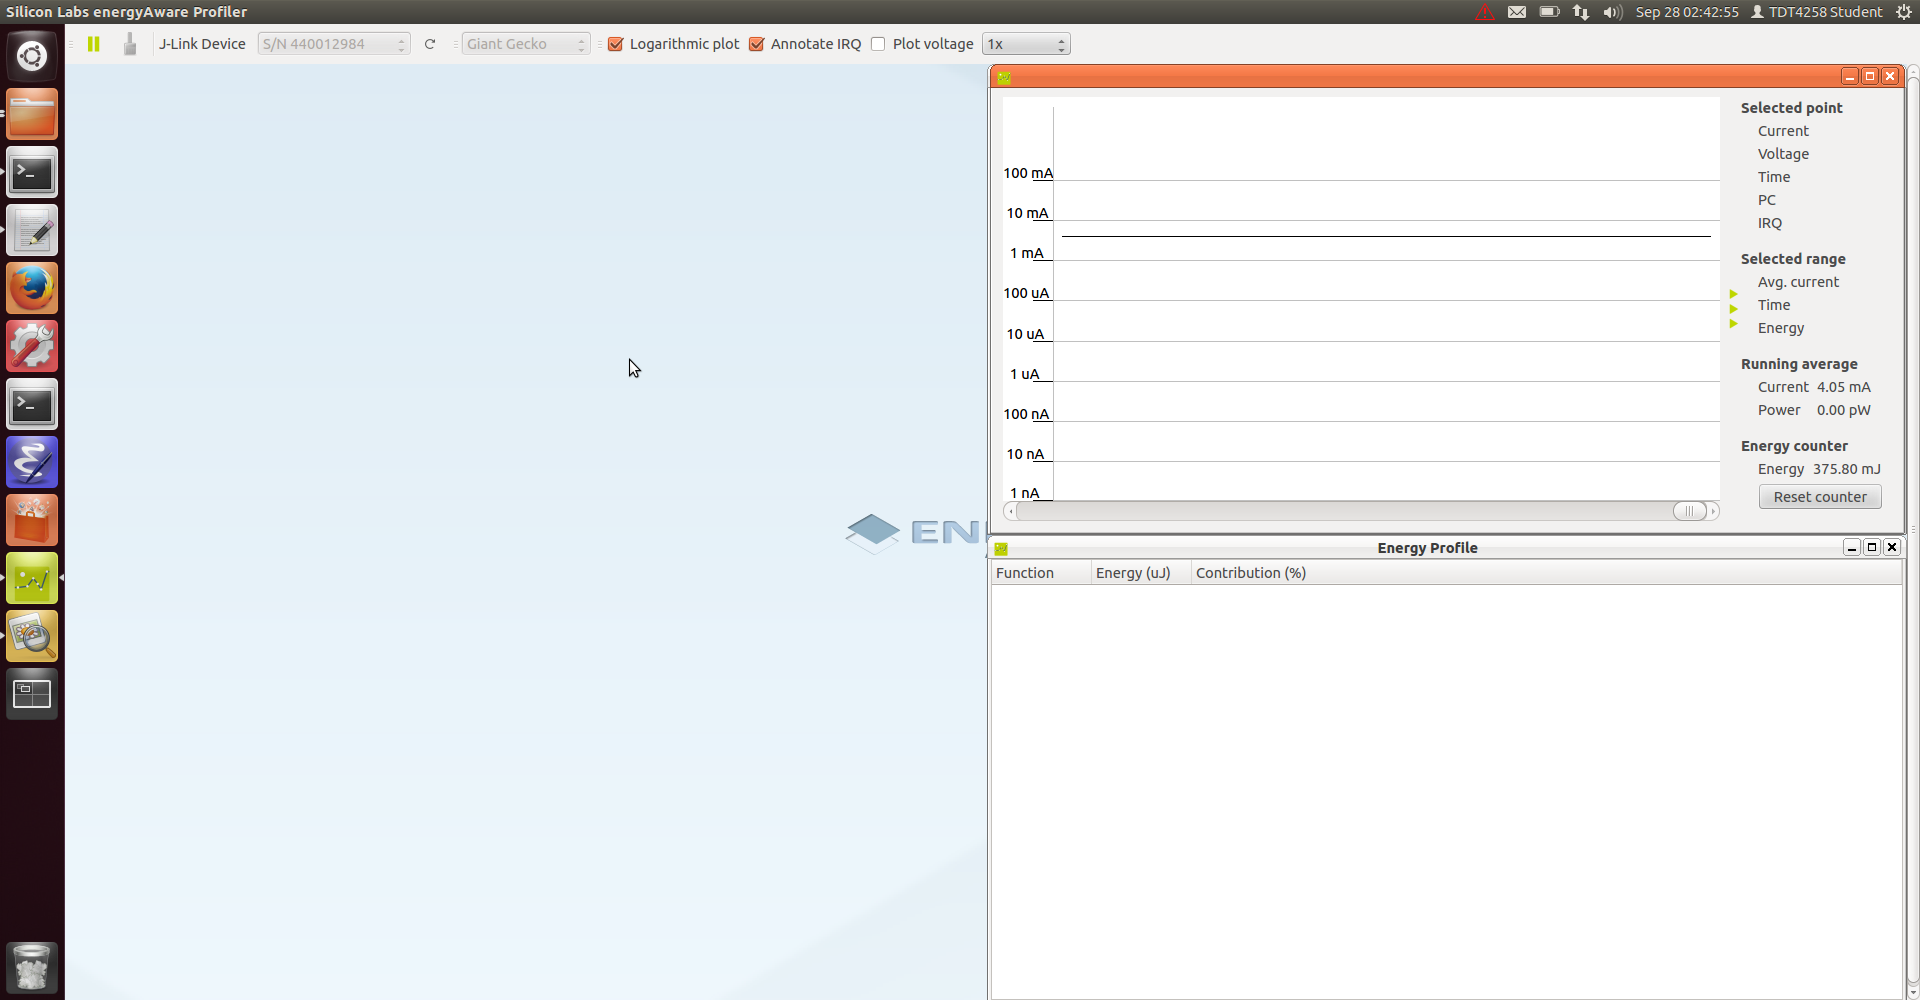 Silicon Labs energyAware Profiler
Sep 28 02:42:55 TDT4258 Student
J-Link Device S/N 440012984 Giant Gecko Logarithmic plot Annotate IRQ Plot voltage 1x
100 mA
10 mA
1 mA
100 uA
10 uA
1 uA
100 nA
10 nA
1 nA
Selected point
Current
Voltage
Time
PC
IRQ
Selected range
Avg. current
Time
Energy
Running average
Current 4.05 mA
Power 0.00 pW
Energy counter
Energy 375.80 mJ
Reset counter
EN
Energy Profile
Function Energy (uJ) Contribution (%)